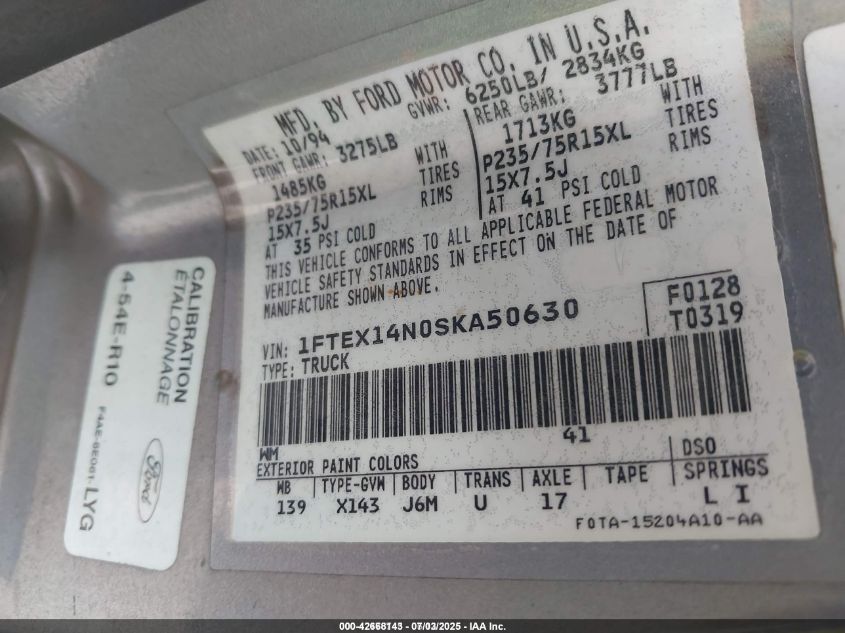 MFD. BY FORD MOTOR CO. IN U.S.A.
DATE: 10/94 GVWR: 6250LB/ 2834KG
FRONT GAWR: 3275LB REAR GAWR: 3777LB
1485KG WITH 1713KG WITH
P235/75R15XL TIRES P235/75R15XL TIRES
15X7.5J RIMS 15X7.5J RIMS
AT 35 PSI COLD AT 41 PSI COLD
THIS VEHICLE CONFORMS TO ALL APPLICABLE FEDERAL MOTOR
VEHICLE SAFETY STANDARDS IN EFFECT ON THE DATE OF
MANUFACTURE SHOWN ABOVE.
VIN: 1FTEX14N0SKA50630 F0128
TYPE: TRUCK T0319
WM 41
EXTERIOR PAINT COLORS DSO
WB TYPE-GVW BODY TRANS AXLE TAPE SPRINGS
139 X143 J6M U 17 L I
F0TA-15204A10-AA
CALIBRATION
ÉTALONNAGE
4-54E-R10
Ford
F4AE-6E061-LYG
000-42668143 - 07/03/2025 - IAA Inc.